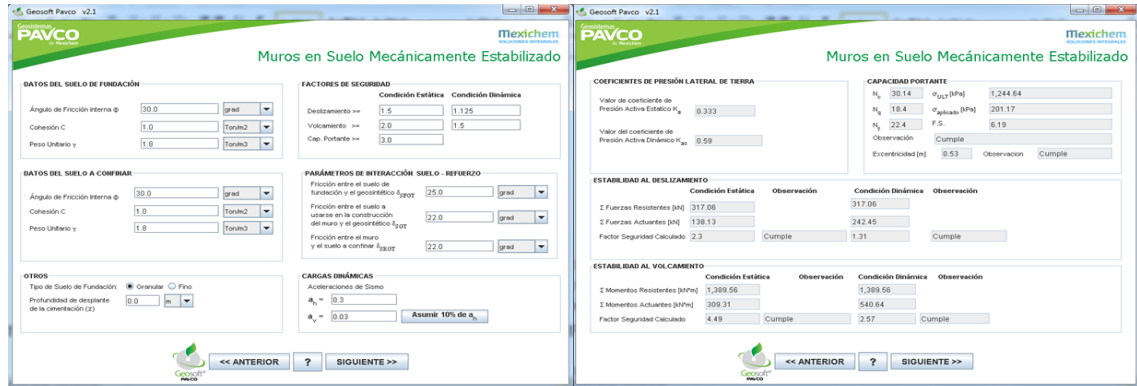 Geosoft Pavco v2.1
Geosistemas
PAVCO
de Mexichem
Mexichem
SOLUCIONES INTEGRALES
Muros en Suelo Mecánicamente Estabilizado
DATOS DEL SUELO DE FUNDACIÓN
Ángulo de Fricción interna ɸ 30.0 grad
Cohesión C 1.0 Ton/m2
Peso Unitario γ 1.8 Ton/m3
FACTORES DE SEGURIDAD
Condición Estática Condición Dinámica
Deslizamiento >= 1.5 1.125
Volcamiento >= 2.0 1.5
Cap. Portante >= 3.0
DATOS DEL SUELO A CONFINAR
Ángulo de Fricción Interna ɸ 30.0 grad
Cohesión C 1.0 Ton/m2
Peso Unitario γ 1.8 Ton/m3
PARÁMETROS DE INTERACCIÓN SUELO - REFUERZO
Fricción entre el suelo de
fundación y el geosintético δSFGT 25.0 grad
Fricción entre el suelo a
usarse en la construcción
del muro y el geosintético δSGT 22.0 grad
Fricción entre el muro
y el suelo a confinar δSRGT 22.0 grad
OTROS
Tipo de Suelo de Fundación: Granular Fino
Profundidad de desplante
de la cimentación (z) 0.0 m
CARGAS DINÁMICAS
Aceleraciones de Sismo
ah = 0.3
av = 0.03 Asumir 10% de ah
Geosoft
PAVCO
<< ANTERIOR ? SIGUIENTE >>
Geosoft Pavco v2.1
Geosistemas
PAVCO
de Mexichem
Mexichem
SOLUCIONES INTEGRALES
Muros en Suelo Mecánicamente Estabilizado
COEFICIENTES DE PRESIÓN LATERAL DE TIERRA
Valor de coeficiente de
Presión Activa Estatico Ka 0.333
Valor del coeficiente de
Presión Activa Dinámico Kae 0.59
CAPACIDAD PORTANTE
Nc 30.14 σULT [kPa] 1,244.64
Nq 18.4 σaplicado [kPa] 201.17
Nγ 22.4 F.S. 6.19
Observación Cumple
Excentricidad [m] 0.53 Observacion Cumple
ESTABILIDAD AL DESLIZAMIENTO
Condición Estática Observación Condición Dinámica Observación
Σ Fuerzas Resistentes [kN] 317.06 317.06
Σ Fuerzas Actuantes [kN] 138.13 242.45
Factor Seguridad Calculado 2.3 Cumple 1.31 Cumple
ESTABILIDAD AL VOLCAMIENTO
Condición Estática Observación Condición Dinámica Observación
Σ Momentos Resistentes [kN*m] 1,389.56 1,389.56
Σ Momentos Actuantes [kN*m] 309.31 540.64
Factor Seguridad Calculado 4.49 Cumple 2.57 Cumple
Geosoft
PAVCO
<< ANTERIOR ? SIGUIENTE >>